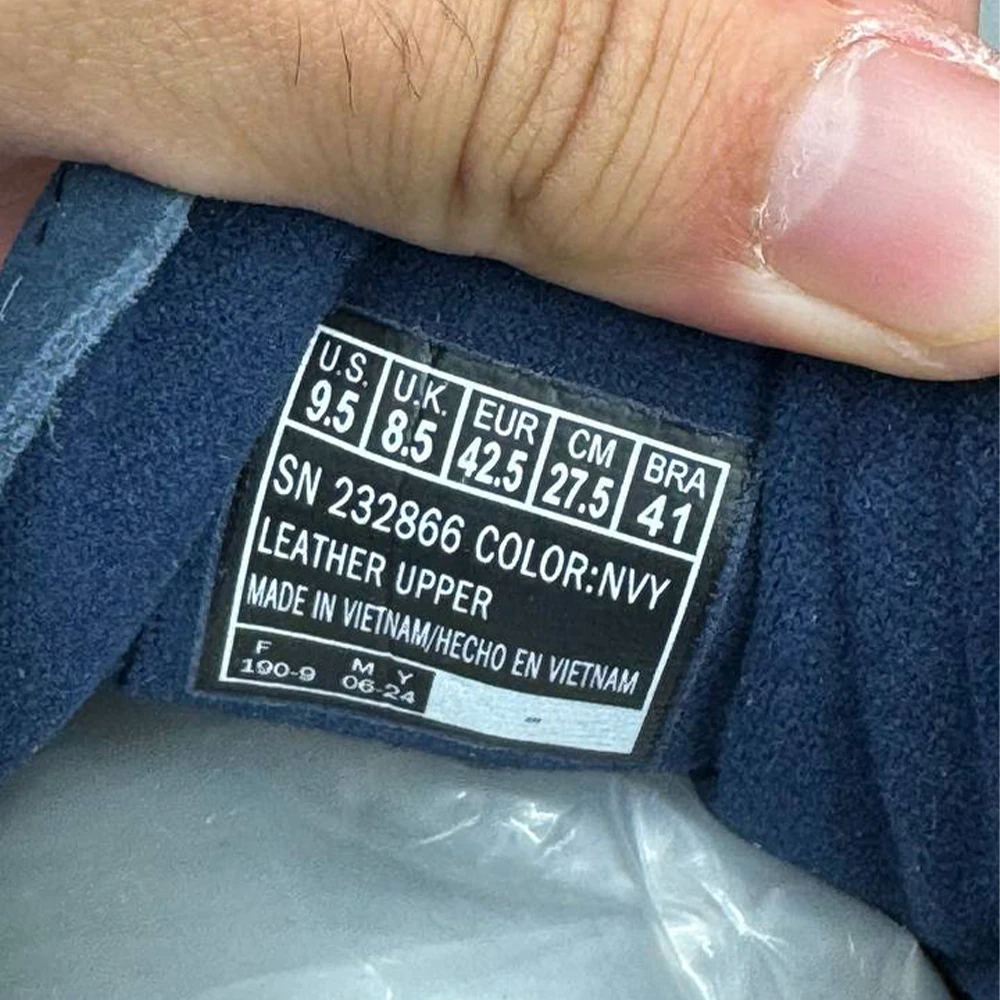 U.S. U.K. EUR CM BRA
9.5 8.5 42.5 27.5 41
SN 232866 COLOR:NVY
LEATHER UPPER
MADE IN VIETNAM/HECHO EN VIETNAM
F M Y
190-9 06-24